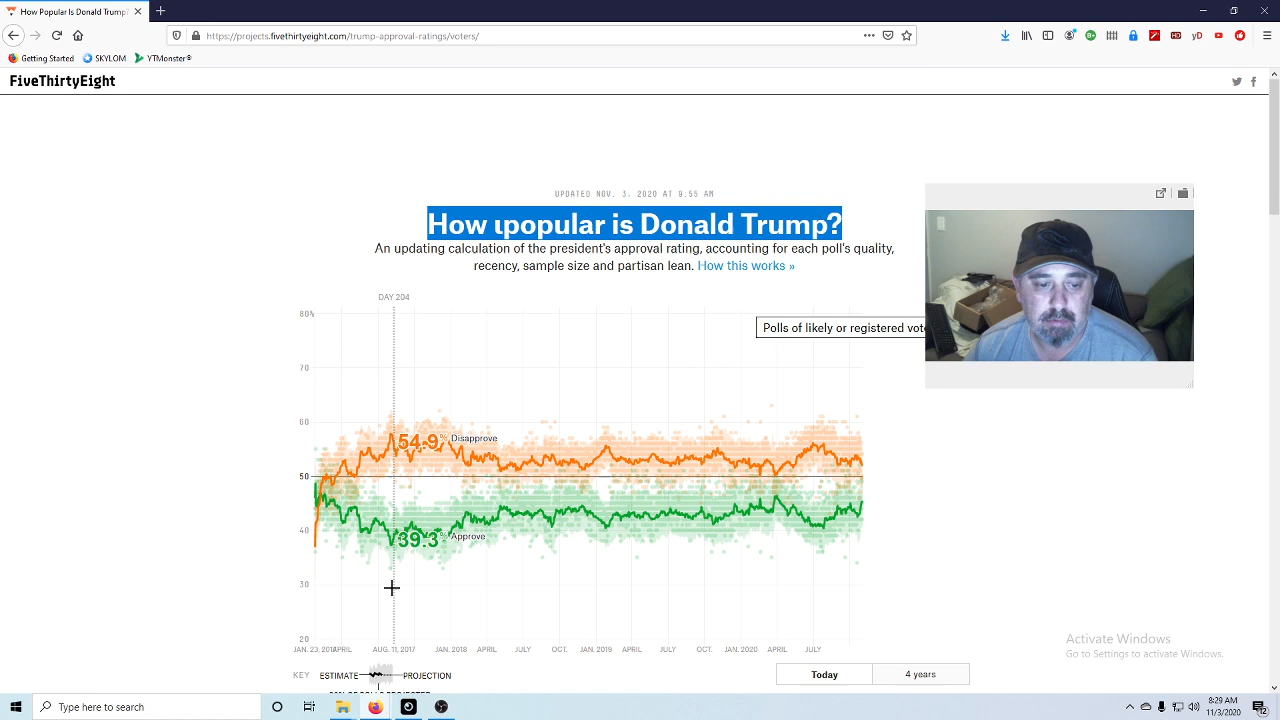 How Popular Is Donald Trump?
https://projects.fivethirtyeight.com/trump-approval-ratings/voters/
Getting Started
SKYLOM
YTMonster®
FiveThirtyEight
UPDATED NOV. 3, 2020 AT 9:55 AM
How ɩpopular is Donald Trump?
An updating calculation of the president's approval rating, accounting for each poll's quality,
recency, sample size and partisan lean. How this works »
DAY 204
Polls of likely or registered vot
80%
70
60
50
40
30
20
54.9% Disapprove
39.3% Approve
JAN. 23, 2017
APRIL
AUG. 11, 2017
JAN. 2018
APRIL
JULY
OCT.
JAN. 2019
APRIL
JULY
OCT.
JAN. 2020
APRIL
JULY
KEY
ESTIMATE
PROJECTION
Today
4 years
Activate Windows
Go to Settings to activate Windows.
Type here to search
8:29 AM
11/3/2020
12